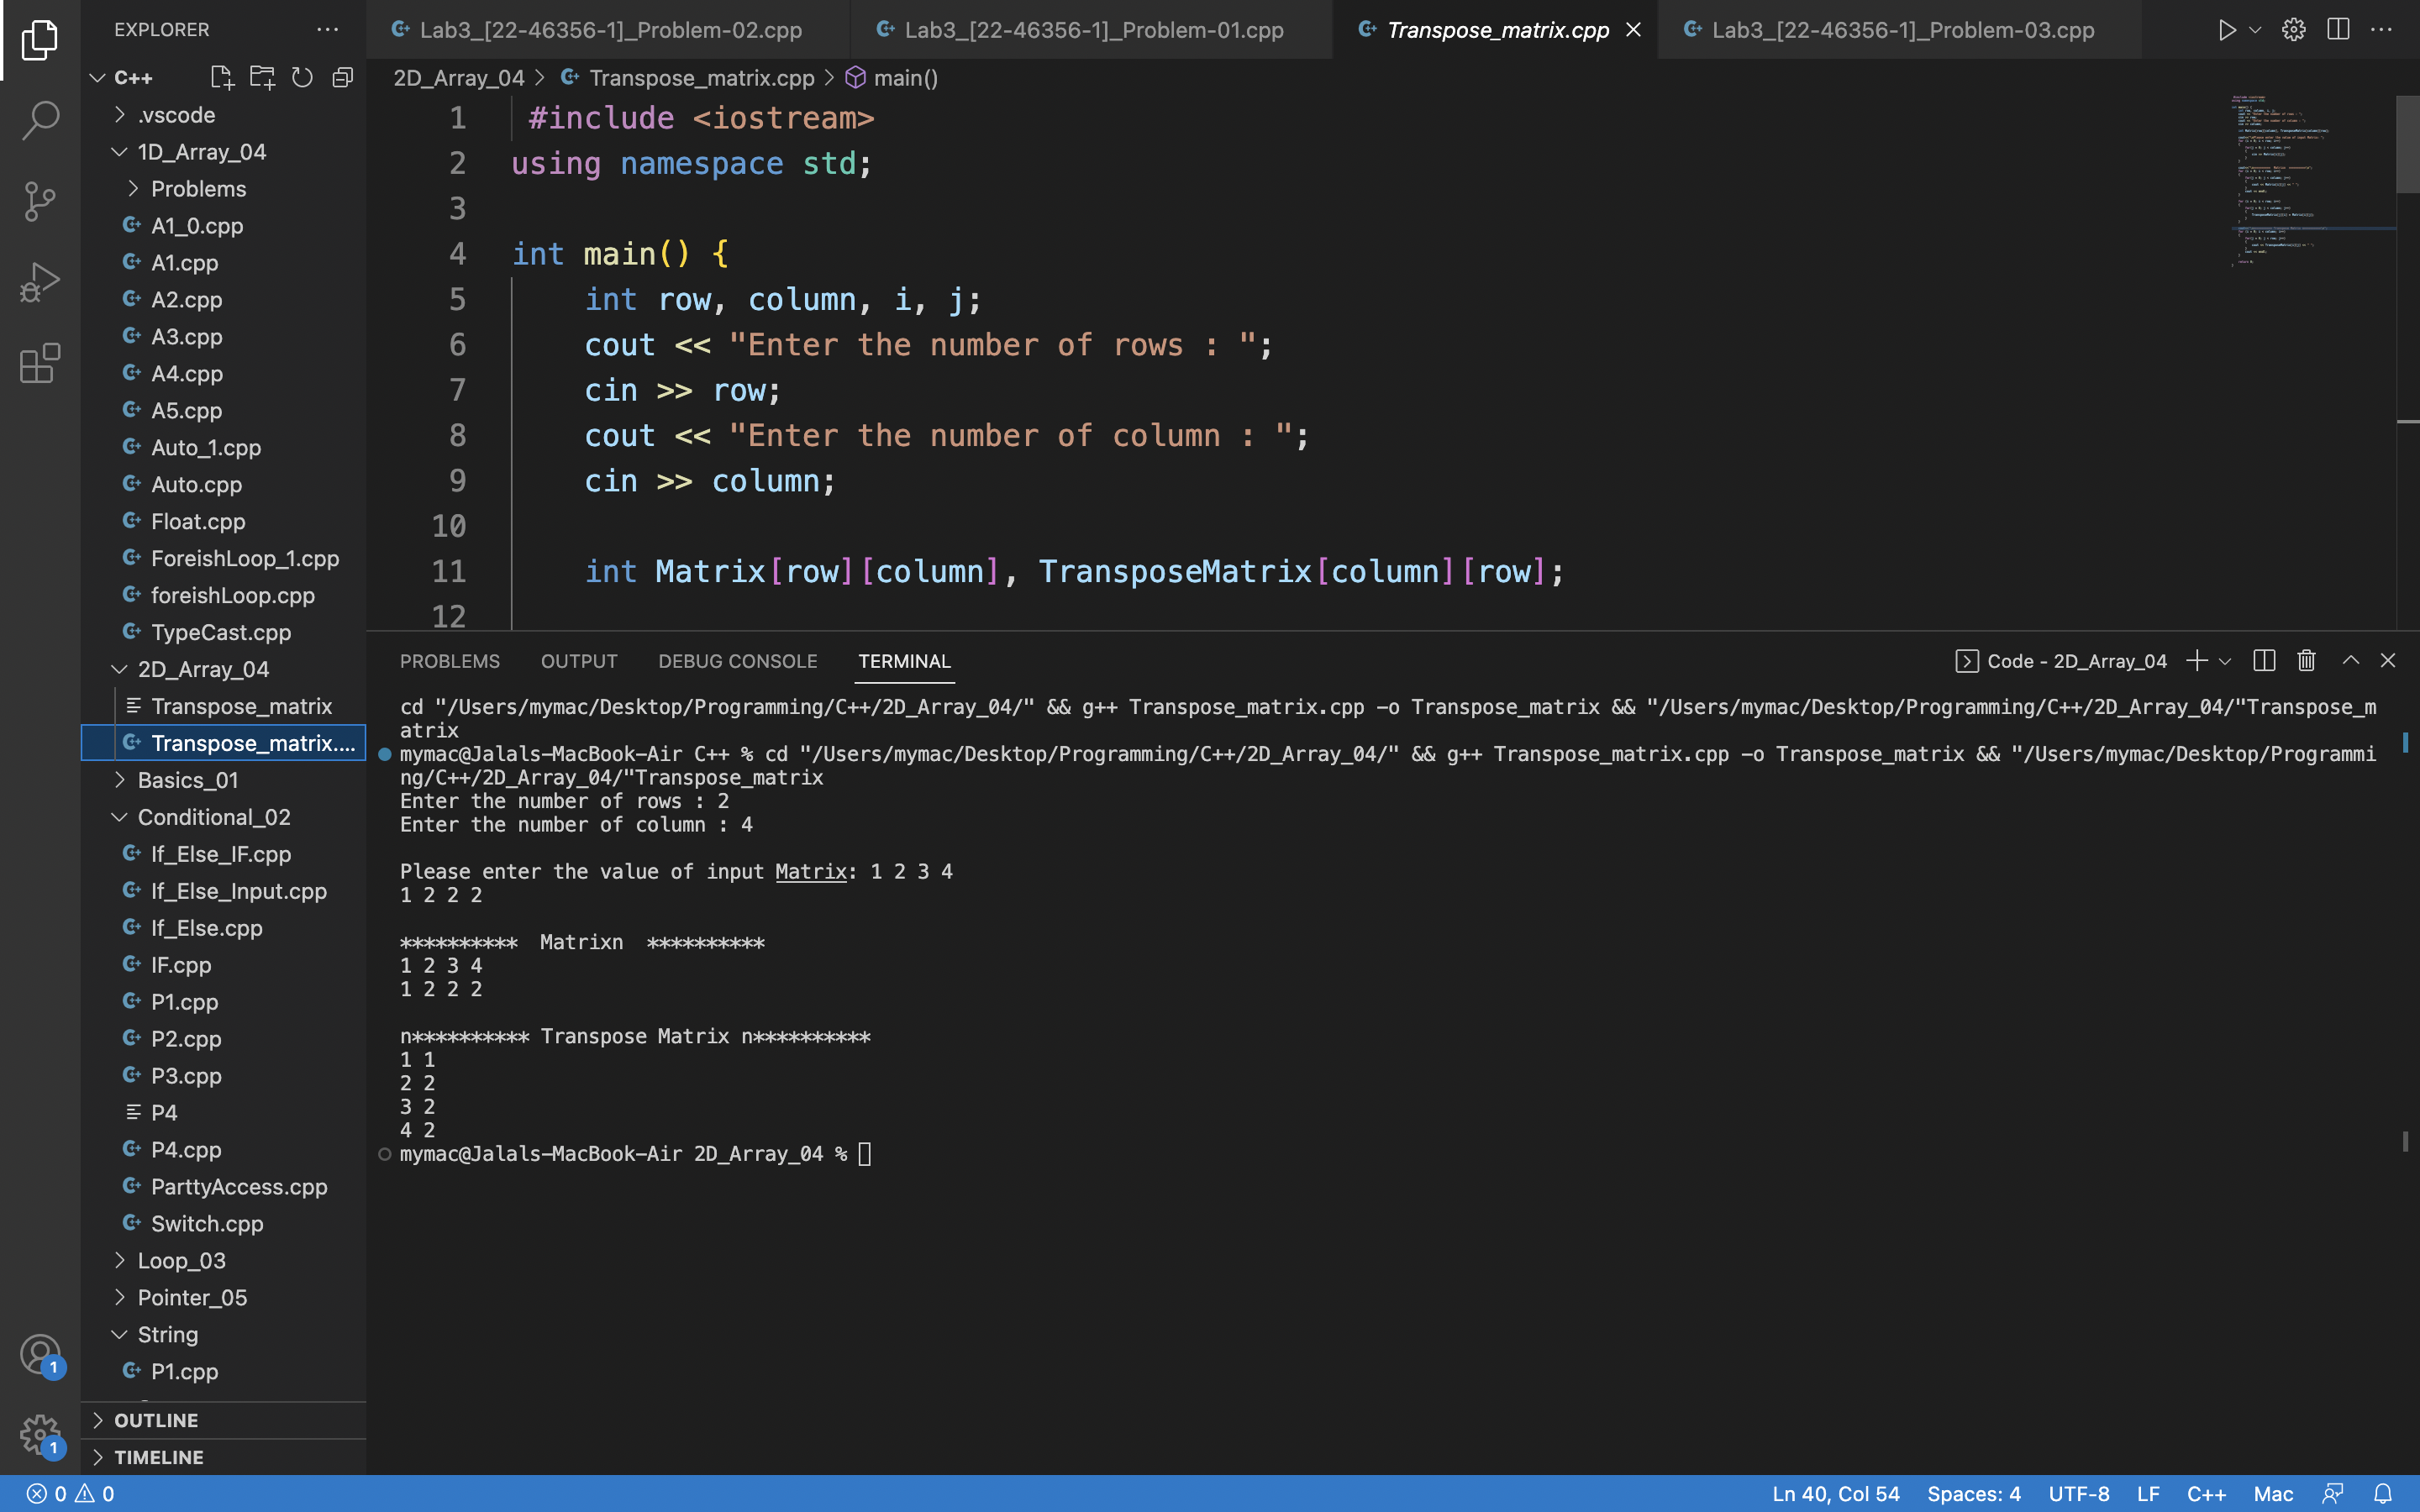 EXPLORER
C++
.vscode
1D_Array_04
Problems
A1_0.cpp
A1.cpp
A2.cpp
A3.cpp
A4.cpp
A5.cpp
Auto_1.cpp
Auto.cpp
Float.cpp
ForeishLoop_1.cpp
foreishLoop.cpp
TypeCast.cpp
2D_Array_04
Transpose_matrix
Transpose_matrix....
Basics_01
Conditional_02
If_Else_IF.cpp
If_Else_Input.cpp
If_Else.cpp
IF.cpp
P1.cpp
P2.cpp
P3.cpp
P4
P4.cpp
ParttyAccess.cpp
Switch.cpp
Loop_03
Pointer_05
String
P1.cpp
OUTLINE
TIMELINE
1
1
Lab3_[22-46356-1]_Problem-02.cpp
Lab3_[22-46356-1]_Problem-01.cpp
Transpose_matrix.cpp
Lab3_[22-46356-1]_Problem-03.cpp
2D_Array_04 > Transpose_matrix.cpp > main()
1 #include <iostream>
2 using namespace std;
3
4 int main() {
5 int row, column, i, j;
6 cout << "Enter the number of rows : ";
7 cin >> row;
8 cout << "Enter the number of column : ";
9 cin >> column;
10
11 int Matrix[row][column], TransposeMatrix[column][row];
12
PROBLEMS OUTPUT DEBUG CONSOLE TERMINAL
Code - 2D_Array_04
cd "/Users/mymac/Desktop/Programming/C++/2D_Array_04/" && g++ Transpose_matrix.cpp -o Transpose_matrix && "/Users/mymac/Desktop/Programming/C++/2D_Array_04/"Transpose_m
atrix
mymac@Jalals-MacBook-Air C++ % cd "/Users/mymac/Desktop/Programming/C++/2D_Array_04/" && g++ Transpose_matrix.cpp -o Transpose_matrix && "/Users/mymac/Desktop/Programmi
ng/C++/2D_Array_04/"Transpose_matrix
Enter the number of rows : 2
Enter the number of column : 4
Please enter the value of input Matrix: 1 2 3 4
1 2 2 2
********** Matrixn **********
1 2 3 4
1 2 2 2
n********** Transpose Matrix n**********
1 1
2 2
3 2
4 2
mymac@Jalals-MacBook-Air 2D_Array_04 %
0 0
Ln 40, Col 54 Spaces: 4 UTF-8 LF C++ Mac